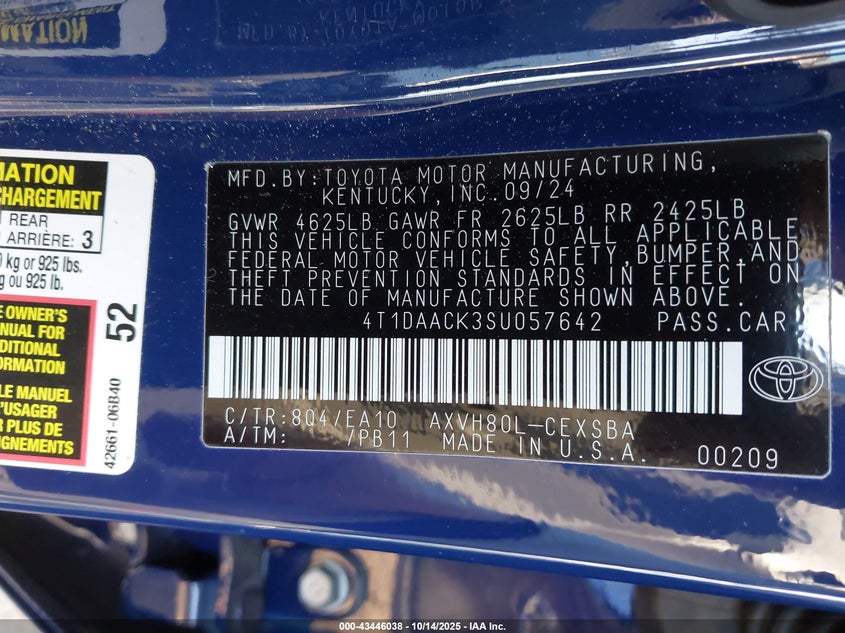 MATION
MATION
CHARGEMENT
REAR
ARRIÈRE: 3
kg or 925 lbs.
kg ou 925 lb.
E OWNER'S
ANUAL FOR
DITIONAL
ORMATION
LE MANUEL
L'USAGER
R PLUS DE
IGNEMENTS
52
42661-06B40
MFD.BY:TOYOTA MOTOR MANUFACTURING,
KENTUCKY,INC.09/24
GVWR 4625LB GAWR FR 2625LB RR 2425LB
THIS VEHICLE CONFORMS TO ALL APPLICABLE
FEDERAL MOTOR VEHICLE SAFETY,BUMPER,AND
THEFT PREVENTION STANDARDS IN EFFECT ON
THE DATE OF MANUFACTURE SHOWN ABOVE.
4T1DAACK3SU057642 PASS.CAR
C/TR:8Q4/EA10 AXVH80L-CEXSBA
A/TM: /PB11 MADE IN U.S.A. 00209
000-43446038 | 10/14/2025 - IAA Inc.